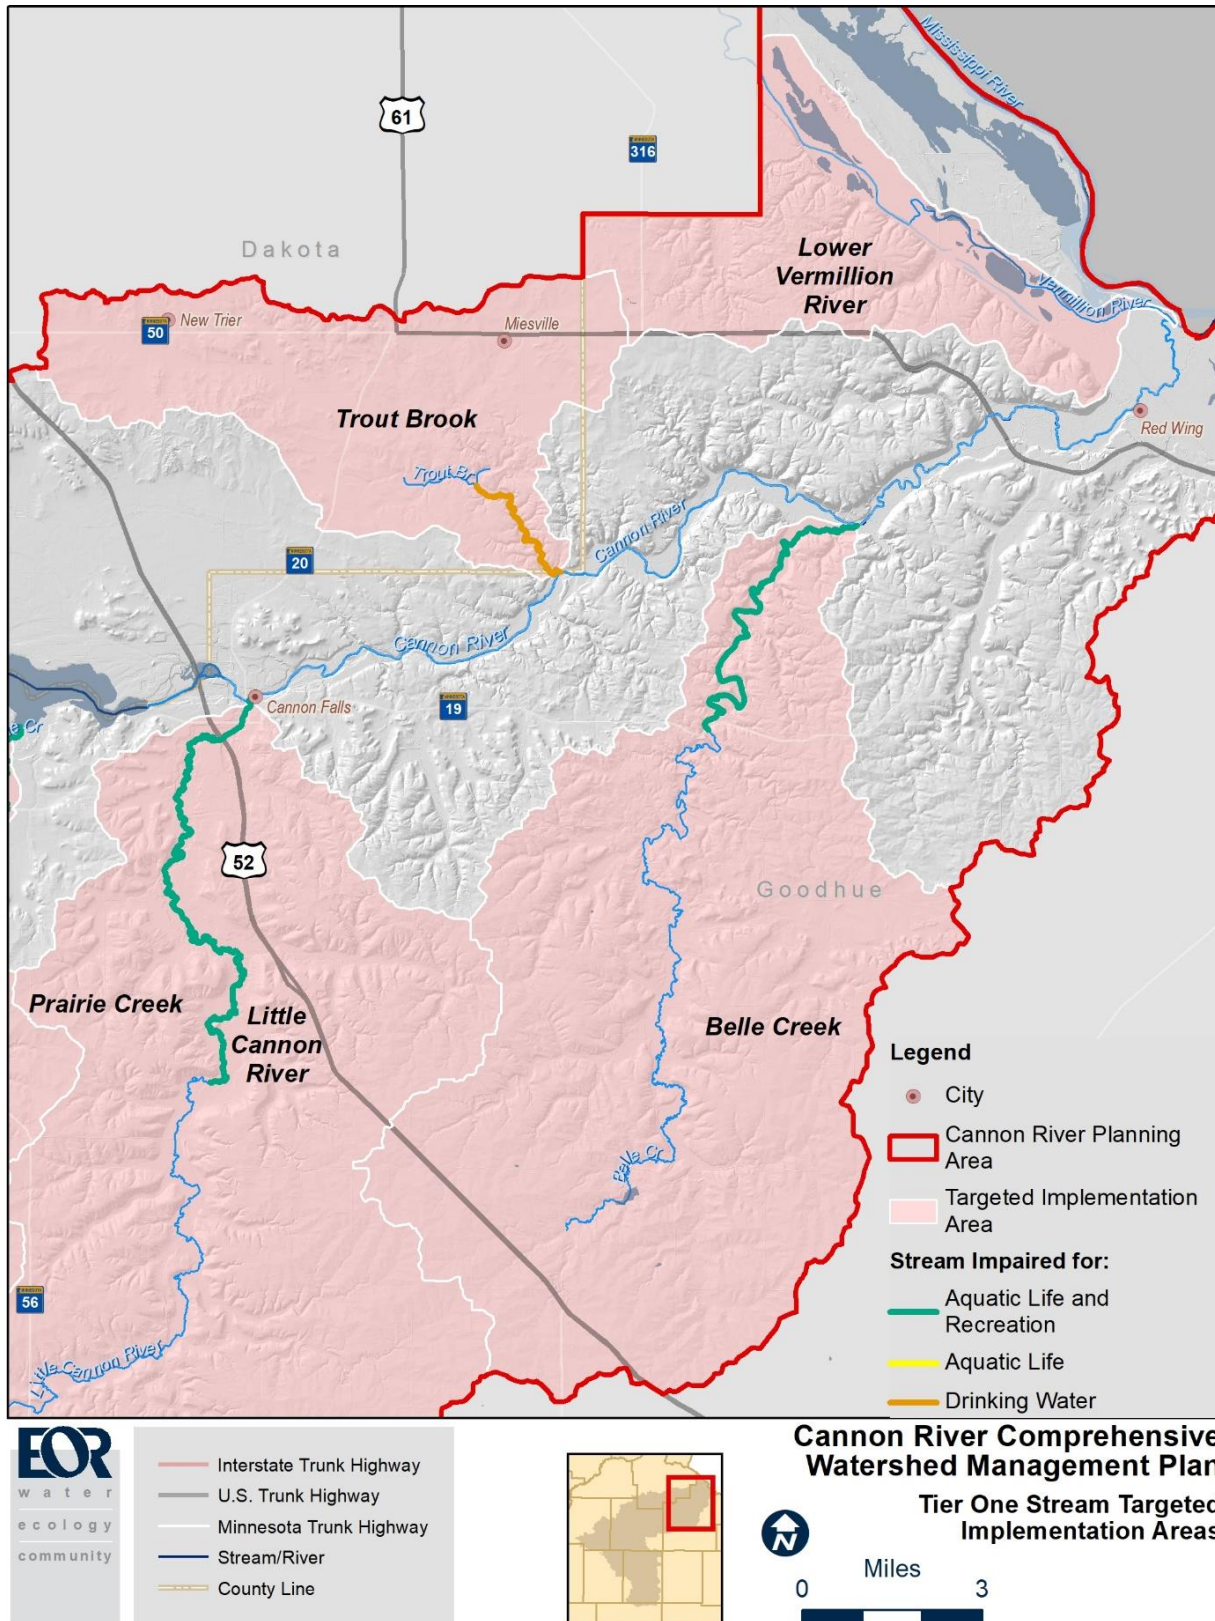 Mississippi River
61
316
Dakota
Lower
Vermillion
River
Vermillion River
50
New Trier
Miesville
Red Wing
Trout Brook
Trout Br
Cannon River
20
Cannon River
Cannon Falls
19
e Cr
52
Goodhue
Prairie Creek
Little
Cannon
River
Belle Creek
Belle Cr
56
Little Cannon River
Legend
City
Cannon River Planning
Area
Targeted Implementation
Area
Stream Impaired for:
Aquatic Life and
Recreation
Aquatic Life
Drinking Water
EOR
water
ecology
community
Interstate Trunk Highway
U.S. Trunk Highway
Minnesota Trunk Highway
Stream/River
County Line
Cannon River Comprehensive
Watershed Management Plan
Tier One Stream Targeted
Implementation Areas
N
Miles
0 3